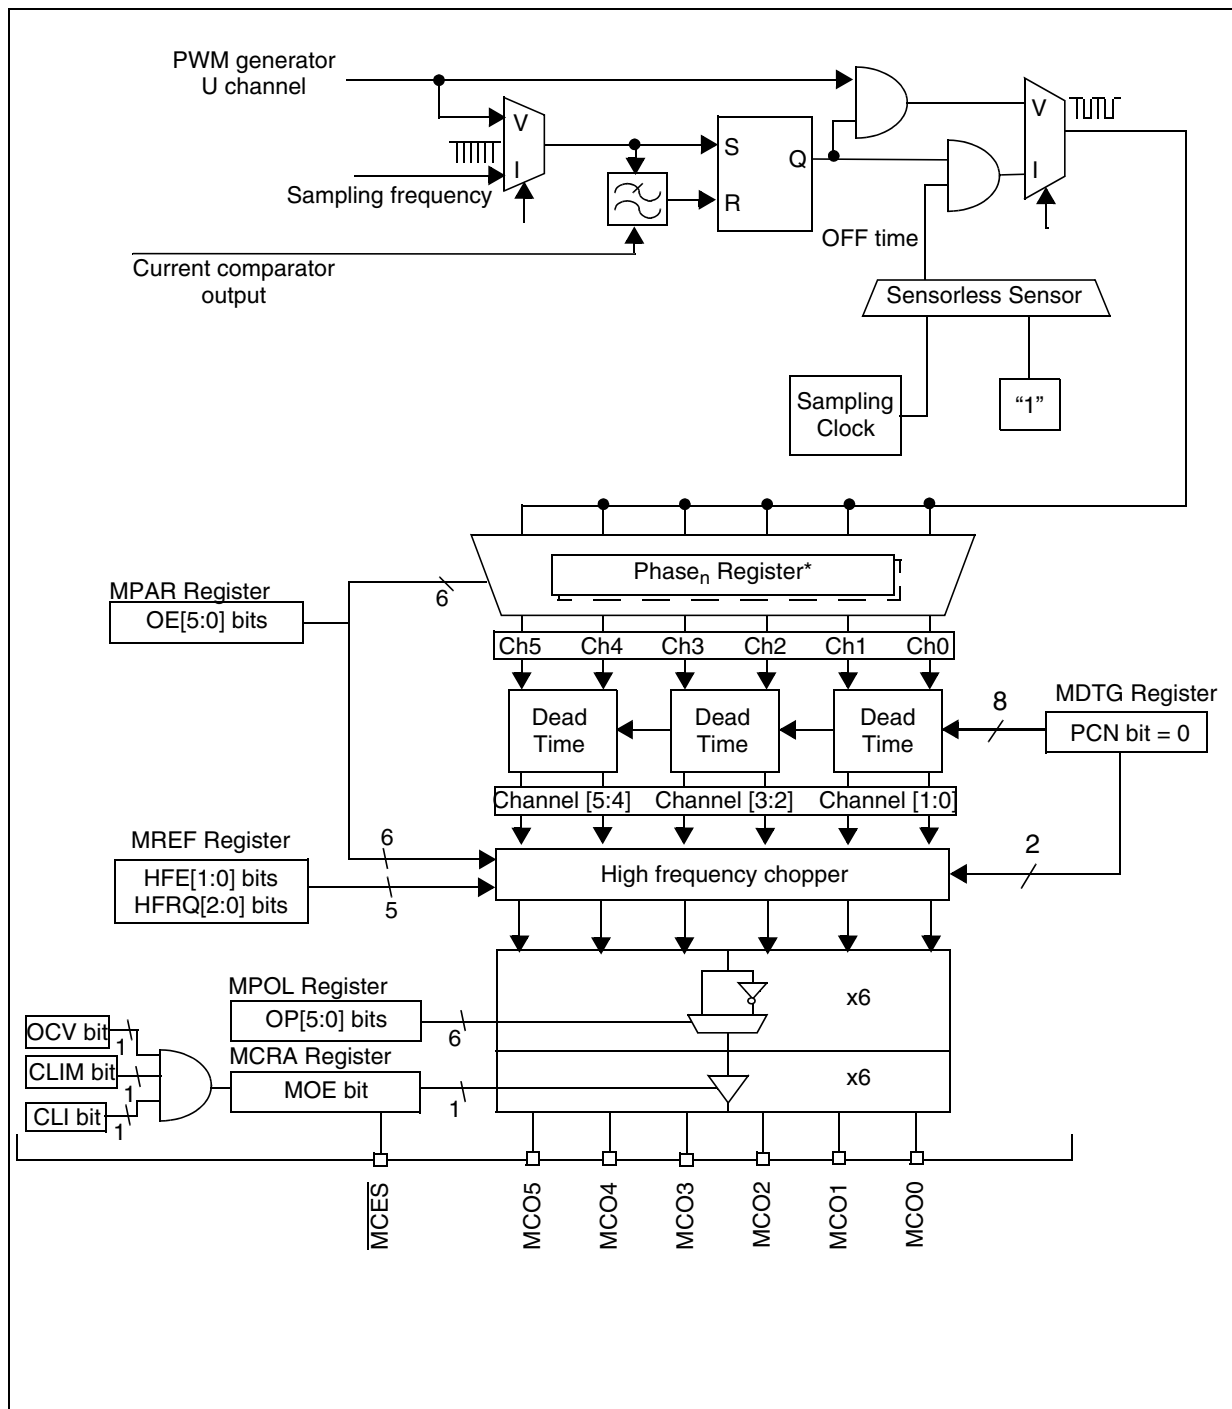 PWM generator
U channel
V
I
Sampling frequency
Current comparator
output
S
R
Q
V
I
OFF time
Sensorless Sensor
Sampling
Clock
“1”
Phasen Register*
MPAR Register
OE[5:0] bits
6
Ch5 Ch4 Ch3 Ch2 Ch1 Ch0
Dead
Time
Dead
Time
Dead
Time
8
MDTG Register
PCN bit = 0
Channel [5:4] Channel [3:2] Channel [1:0]
MREF Register
HFE[1:0] bits
HFRQ[2:0] bits
6
5
High frequency chopper
2
MPOL Register
OP[5:0] bits
6
x6
OCV bit
1
CLIM bit
1
CLI bit
1
MCRA Register
MOE bit
1
x6
MCES
MCO5
MCO4
MCO3
MCO2
MCO1
MCO0